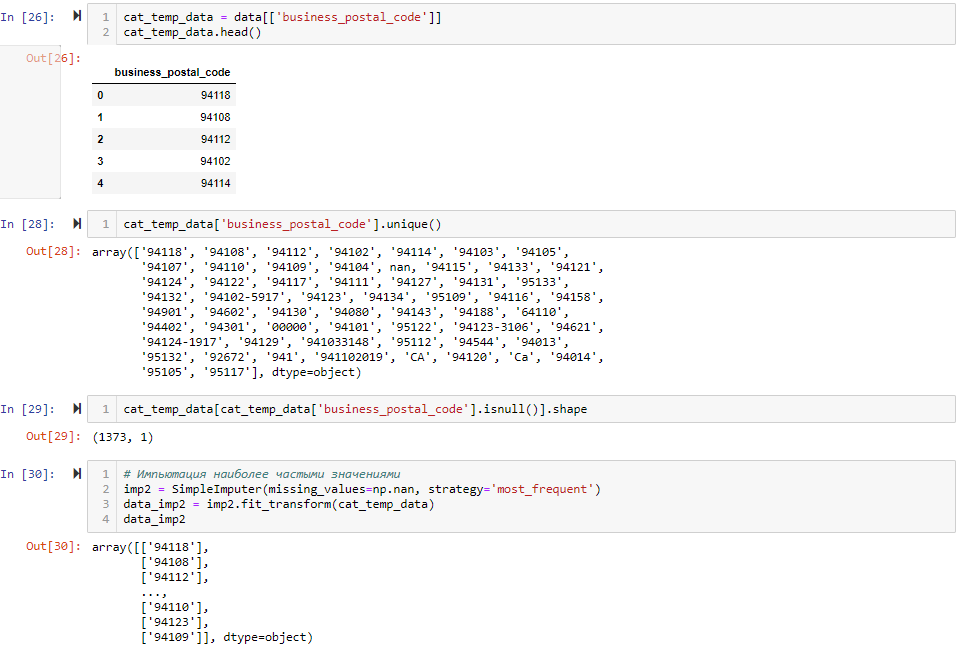 In [26]:
1 cat_temp_data = data[['business_postal_code']]
2 cat_temp_data.head()
Out[26]:
business_postal_code
0 94118
1 94108
2 94112
3 94102
4 94114
In [28]:
1 cat_temp_data['business_postal_code'].unique()
Out[28]: array(['94118', '94108', '94112', '94102', '94114', '94103', '94105',
'94107', '94110', '94109', '94104', nan, '94115', '94133', '94121',
'94124', '94122', '94117', '94111', '94127', '94131', '95133',
'94132', '94102-5917', '94123', '94134', '95109', '94116', '94158',
'94901', '94602', '94130', '94080', '94143', '94188', '64110',
'94402', '94301', '00000', '94101', '95122', '94123-3106', '94621',
'94124-1917', '94129', '941033148', '95112', '94544', '94013',
'95132', '92672', '941', '941102019', 'CA', '94120', 'Ca', '94014',
'95105', '95117'], dtype=object)
In [29]:
1 cat_temp_data[cat_temp_data['business_postal_code'].isnull()].shape
Out[29]: (1373, 1)
In [30]:
1 # Импьютация наиболее частыми значениями
2 imp2 = SimpleImputer(missing_values=np.nan, strategy='most_frequent')
3 data_imp2 = imp2.fit_transform(cat_temp_data)
4 data_imp2
Out[30]: array([['94118'],
['94108'],
['94112'],
...,
['94110'],
['94123'],
['94109']], dtype=object)